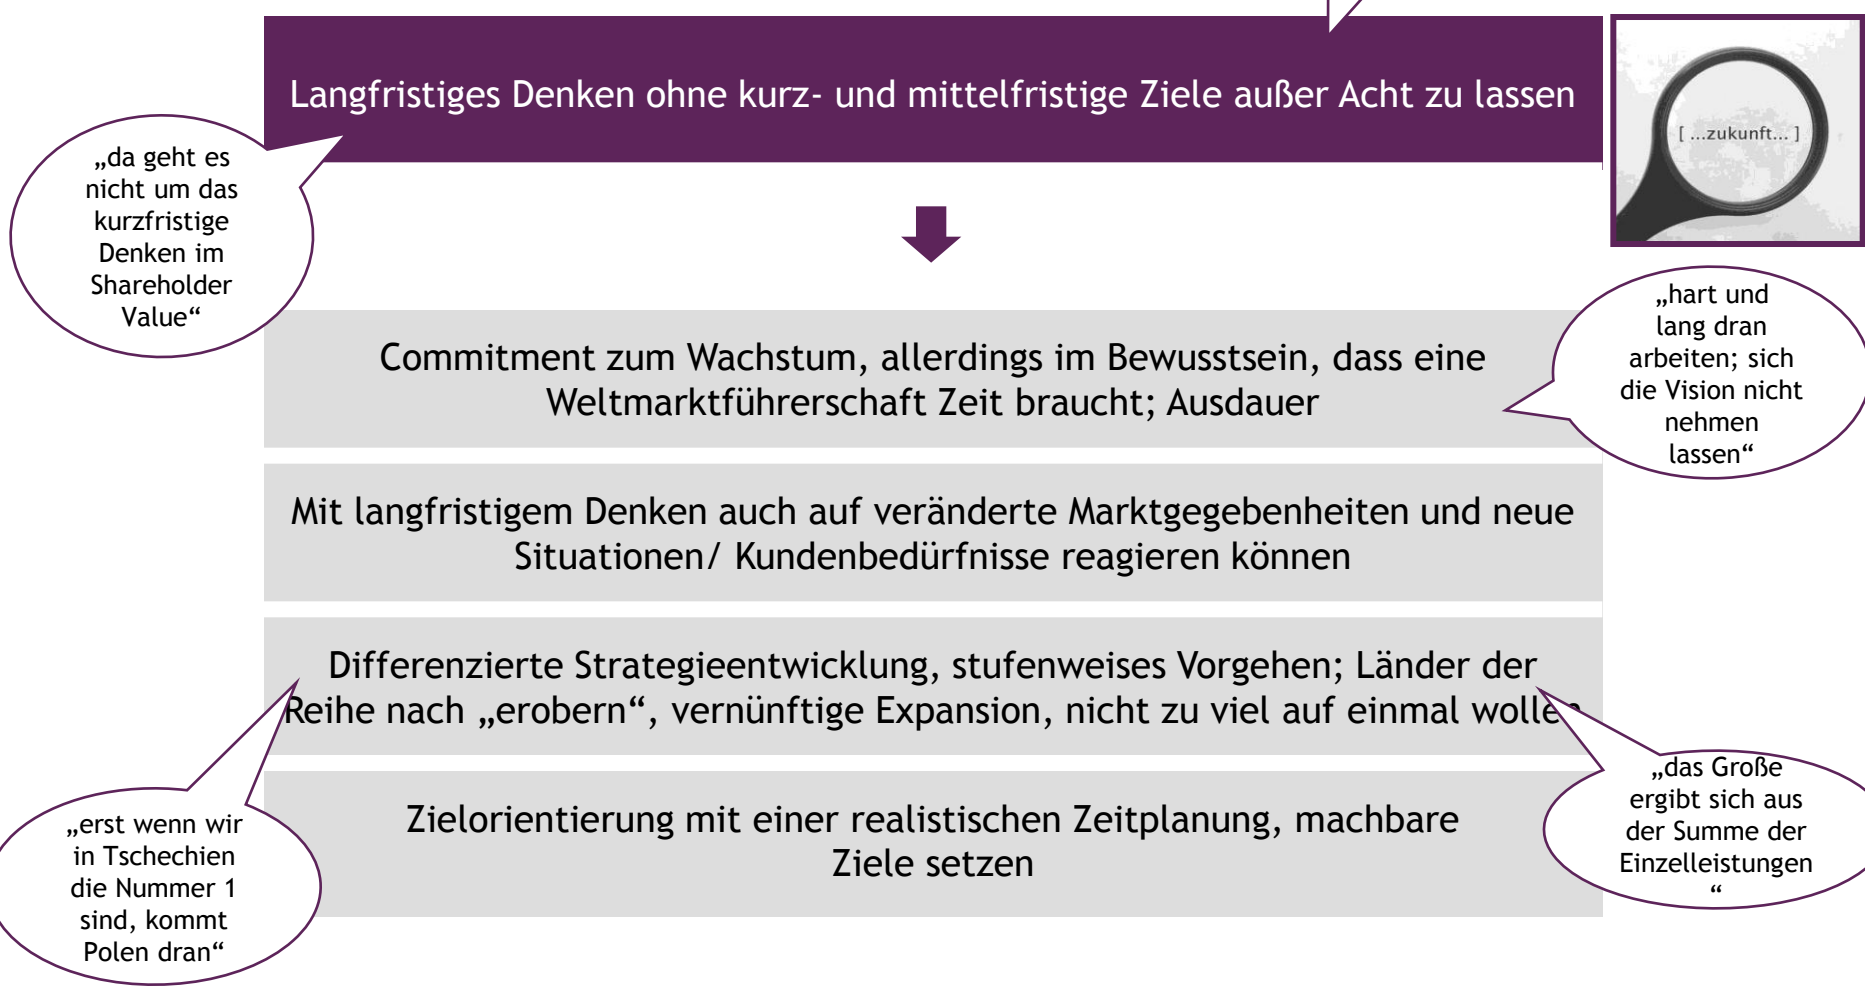 Langfristiges Denken ohne kurz- und mittelfristige Ziele außer Acht zu lassen
[ ...zukunft... ]
„da geht es
nicht um das
kurzfristige
Denken im
Shareholder
Value“
„hart und
lang dran
arbeiten; sich
die Vision nicht
nehmen
lassen“
Commitment zum Wachstum, allerdings im Bewusstsein, dass eine
Weltmarktführerschaft Zeit braucht; Ausdauer
Mit langfristigem Denken auch auf veränderte Marktgegebenheiten und neue
Situationen/ Kundenbedürfnisse reagieren können
Differenzierte Strategieentwicklung, stufenweises Vorgehen; Länder der
Reihe nach „erobern“, vernünftige Expansion, nicht zu viel auf einmal wollen
„das Große
ergibt sich aus
der Summe der
Einzelleistungen
“
„erst wenn wir
in Tschechien
die Nummer 1
sind, kommt
Polen dran“
Zielorientierung mit einer realistischen Zeitplanung, machbare
Ziele setzen